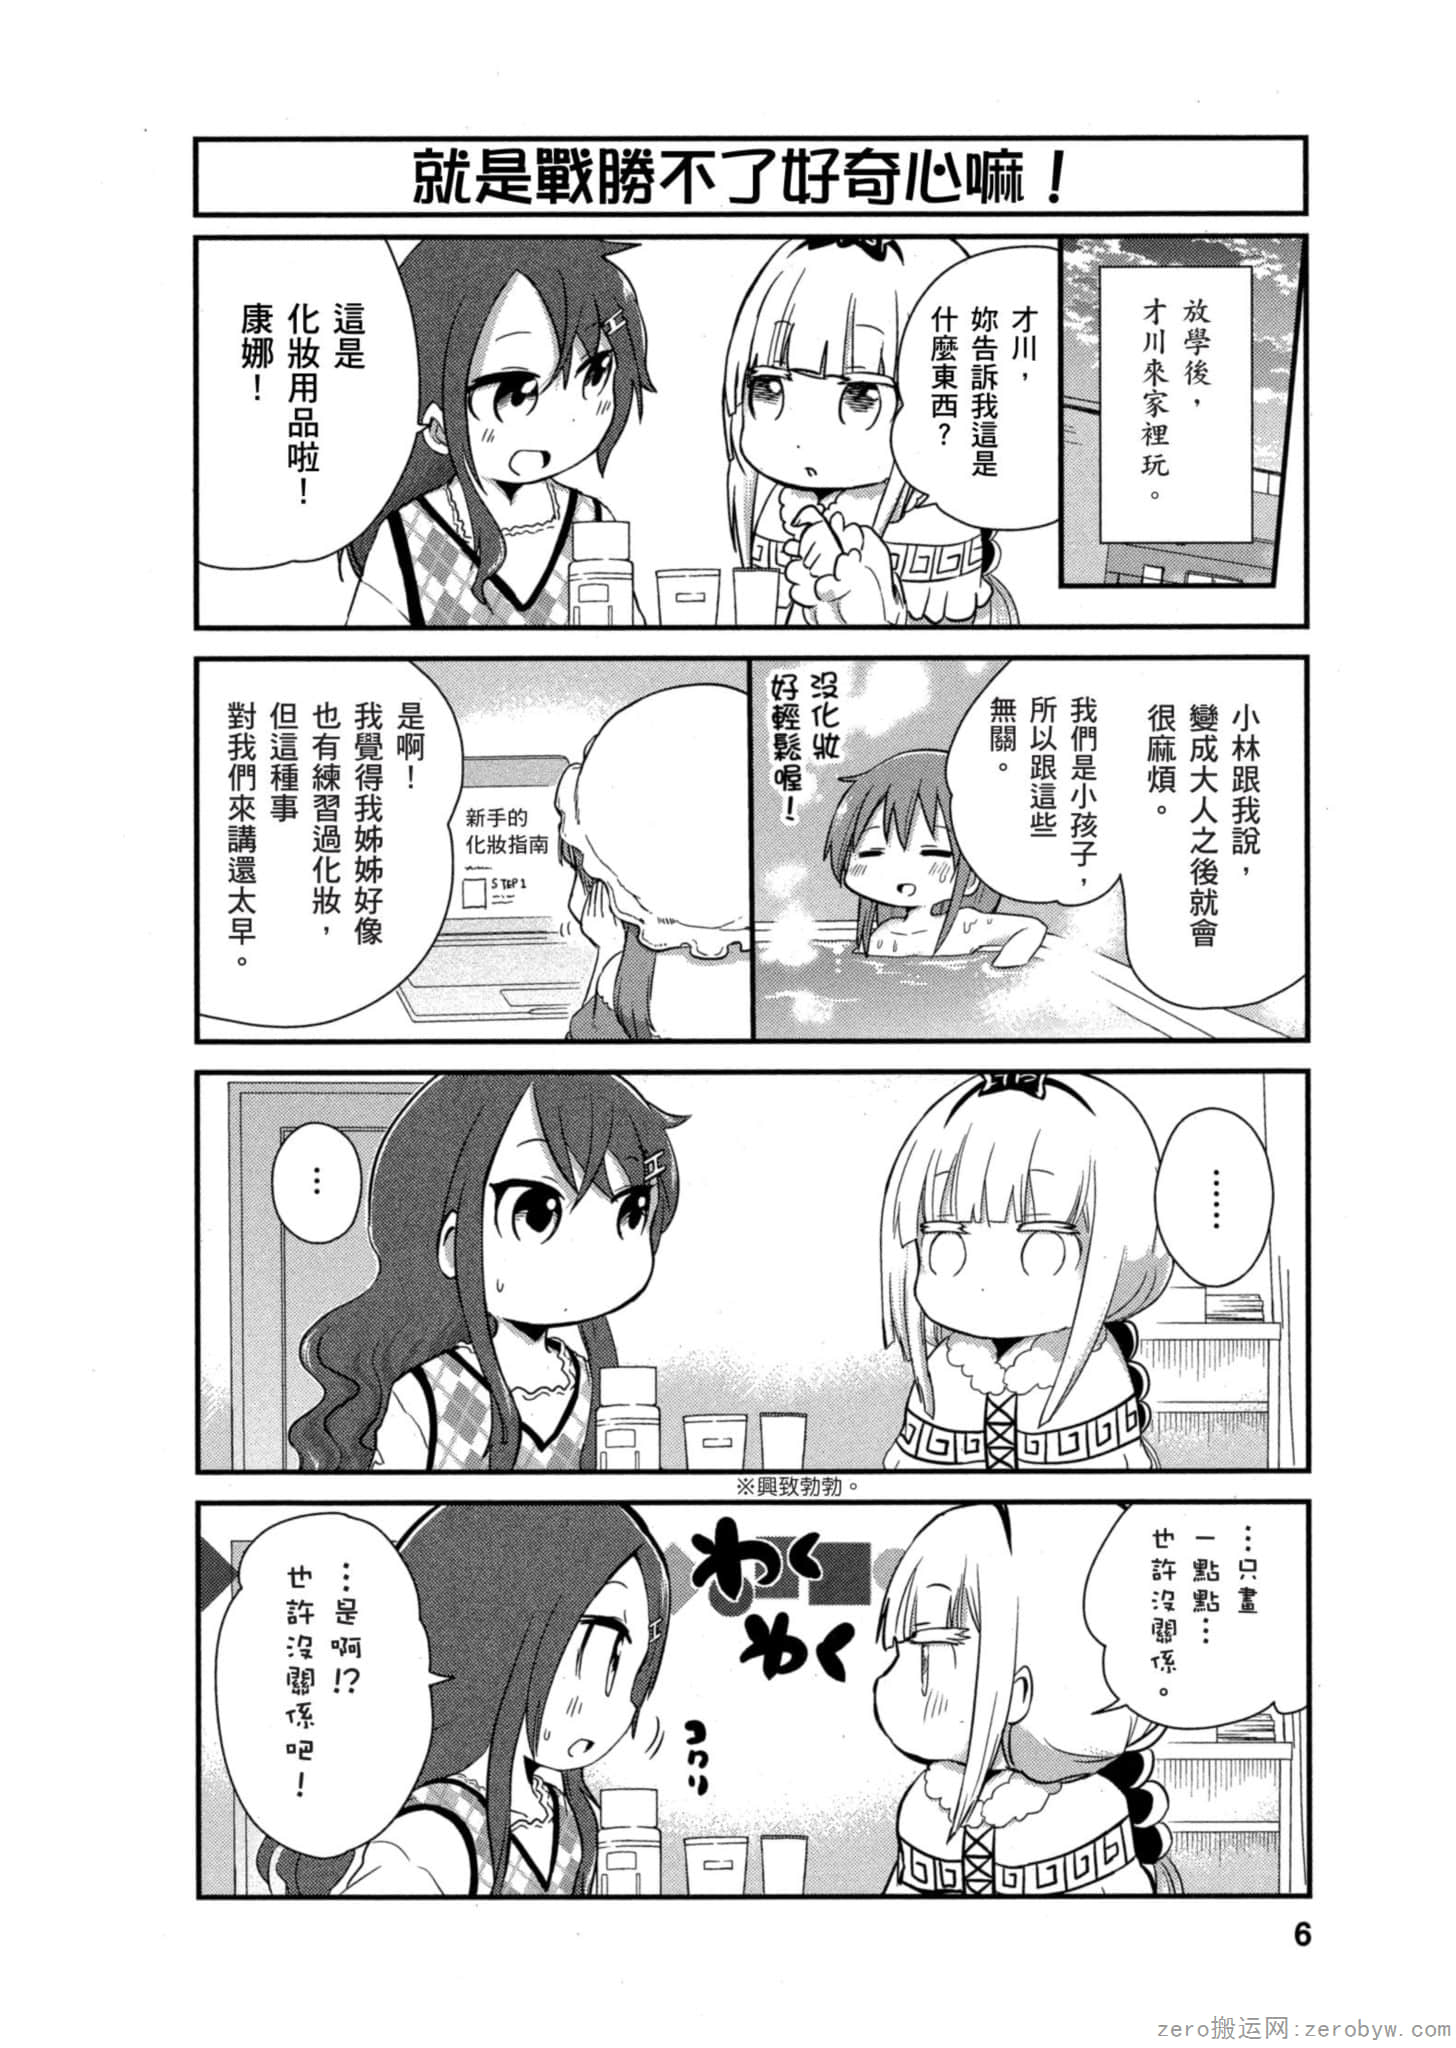 就是戰勝不了好奇心嘛！
放學後，
才川來家裡玩。
才川，
妳告訴我這是
什麼東西？
這是
化妝用品啦！
康娜！
小林跟我說，
變成大人之後就會
很麻煩。
我們是小孩子，
所以跟這些
無關。
沒化妝
好輕鬆喔！
新手的
化妝指南
STEP1
是啊！
我覺得我姊姊好像
也有練習過化妝，
但這種事
對我們來講還太早。
……
…
※興致勃勃。
…只畫
一點點…
也許沒關係。
わく
わく
コクリ
…是啊!?
也許沒關係吧！
6
zero搬运网:zerobyw.com